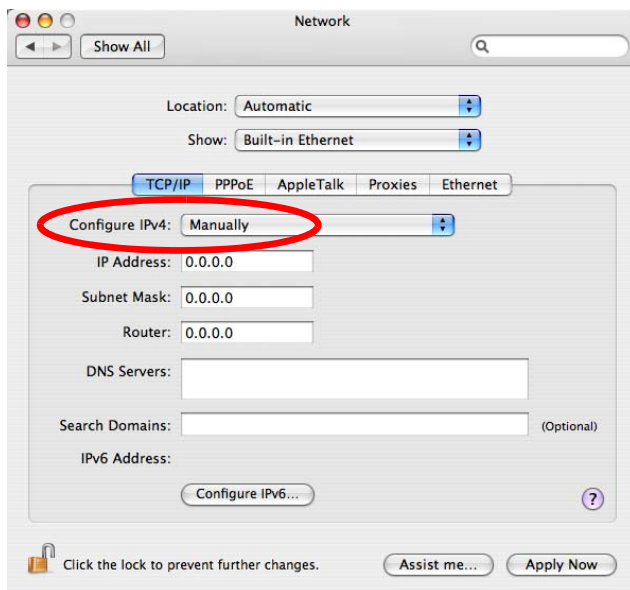 Network
Show All
Location: Automatic
Show: Built-in Ethernet
TCP/IP PPPoE AppleTalk Proxies Ethernet
Configure IPv4: Manually
IP Address: 0.0.0.0
Subnet Mask: 0.0.0.0
Router: 0.0.0.0
DNS Servers:
Search Domains: (Optional)
IPv6 Address:
Configure IPv6...
?
Click the lock to prevent further changes. Assist me... Apply Now